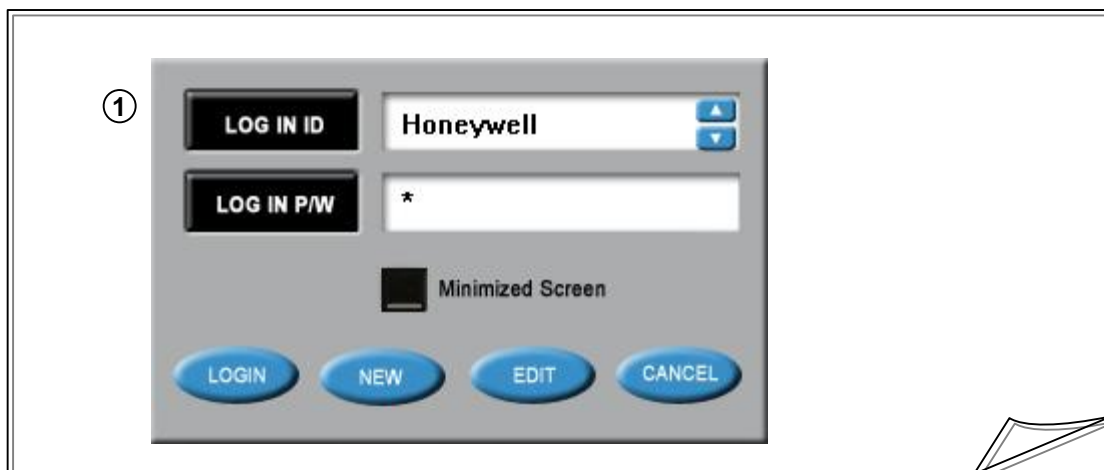 ①
LOG IN ID
Honeywell
LOG IN P/W
*
Minimized Screen
LOGIN
NEW
EDIT
CANCEL